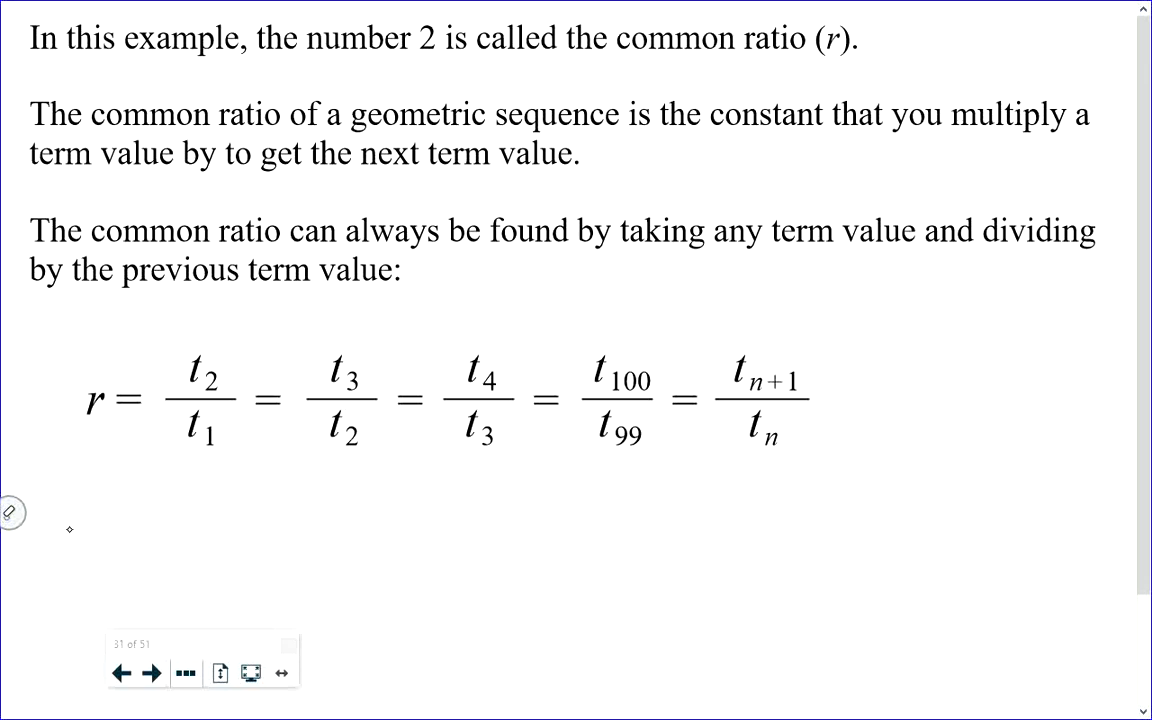 In this example, the number 2 is called the common ratio (r).
The common ratio of a geometric sequence is the constant that you multiply a
term value by to get the next term value.
The common ratio can always be found by taking any term value and dividing
by the previous term value:
r = t₂/t₁ = t₃/t₂ = t₄/t₃ = t₁₀₀/t₉₉ = tₙ₊₁/tₙ
31 of 51